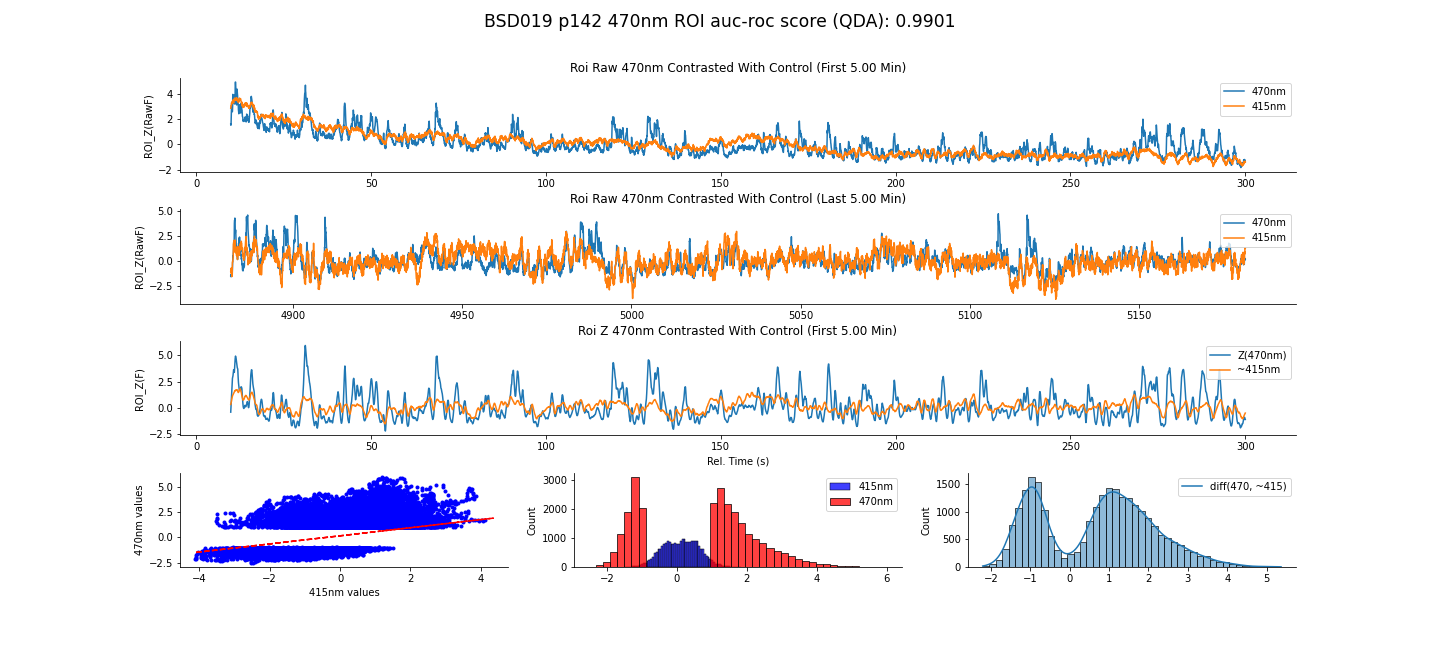 BSD019 p142 470nm ROI auc-roc score (QDA): 0.9901
Roi Raw 470nm Contrasted With Control (First 5.00 Min)
ROI_Z(RawF)
4
2
0
−2
470nm
415nm
0 50 100 150 200 250 300
Roi Raw 470nm Contrasted With Control (Last 5.00 Min)
ROI_Z(RawF)
5.0
2.5
0.0
−2.5
470nm
415nm
4900 4950 5000 5050 5100 5150
Roi Z 470nm Contrasted With Control (First 5.00 Min)
ROI_Z(F)
5.0
2.5
0.0
−2.5
Z(470nm)
~415nm
0 50 100 150 200 250 300
Rel. Time (s)
470nm values
5.0
2.5
0.0
−2.5
−4 −2 0 2 4
415nm values
Count
3000
2000
1000
0
415nm
470nm
−2 0 2 4 6
Count
1500
1000
500
0
diff(470, ~415)
−2 −1 0 1 2 3 4 5